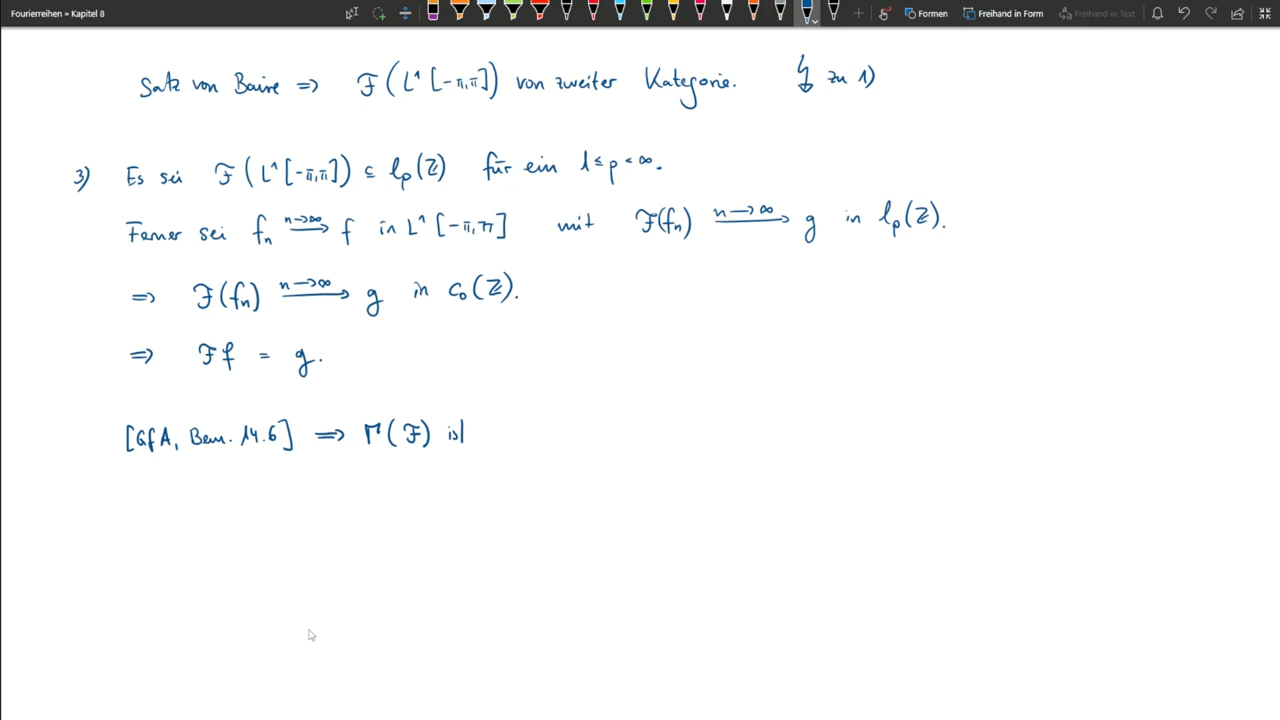 Fourierreihen » Kapitel 8
Formen Freihand in Form Freihand in Text
Satz von Baire => F(L¹[-π,π]) von zweiter Kategorie. ↯ zu 1)
3) Es sei F(L¹[-π,π]) ⊆ lp(ℤ) für ein 1 ≤ p < ∞.
Ferner sei fn n→∞ → f in L¹[-π,π] mit F(fn) n→∞ → g in lp(ℤ).
=> F(fn) n→∞ → g in c₀(ℤ).
=> Ff = g.
[GfA, Bem. 14.6] => Γ(F) ist